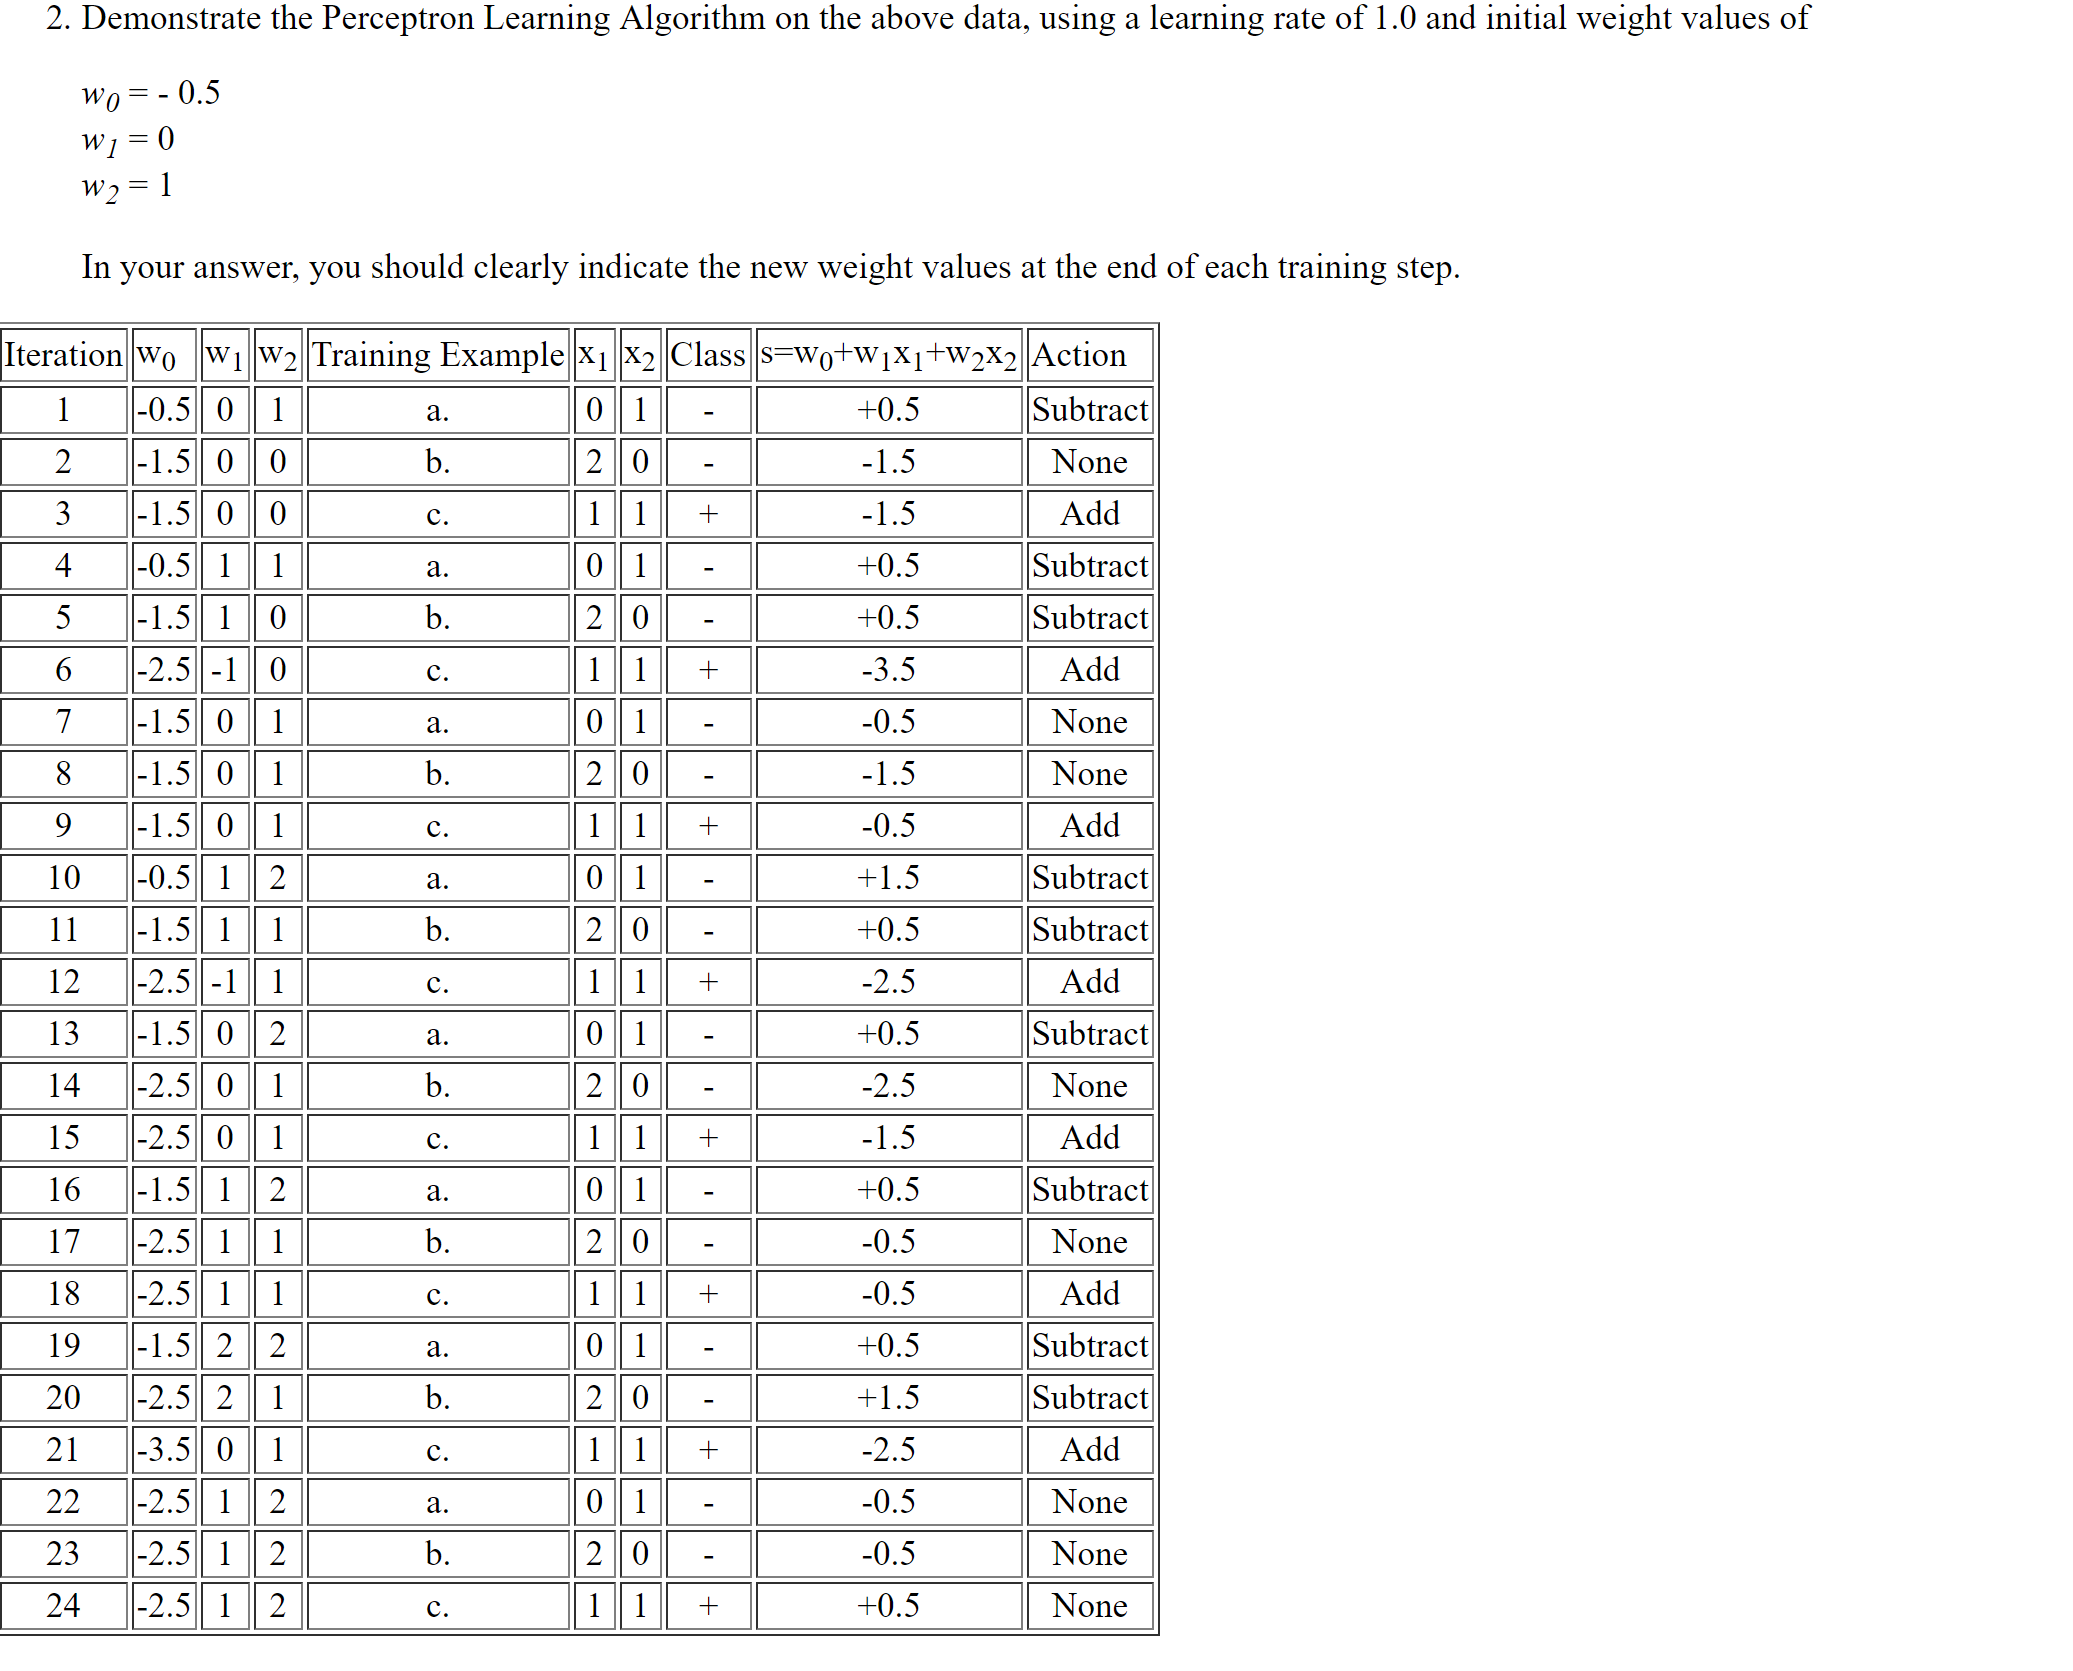 2. Demonstrate the Perceptron Learning Algorithm on the above data, using a learning rate of 1.0 and initial weight values of
w0 = - 0.5
w1 = 0
w2 = 1
In your answer, you should clearly indicate the new weight values at the end of each training step.
Iteration w0 w1 w2 Training Example x1 x2 Class s=w0+w1x1+w2x2 Action
1 -0.5 0 1 a. 0 1 - +0.5 Subtract
2 -1.5 0 0 b. 2 0 - -1.5 None
3 -1.5 0 0 c. 1 1 + -1.5 Add
4 -0.5 1 1 a. 0 1 - +0.5 Subtract
5 -1.5 1 0 b. 2 0 - +0.5 Subtract
6 -2.5 -1 0 c. 1 1 + -3.5 Add
7 -1.5 0 1 a. 0 1 - -0.5 None
8 -1.5 0 1 b. 2 0 - -1.5 None
9 -1.5 0 1 c. 1 1 + -0.5 Add
10 -0.5 1 2 a. 0 1 - +1.5 Subtract
11 -1.5 1 1 b. 2 0 - +0.5 Subtract
12 -2.5 -1 1 c. 1 1 + -2.5 Add
13 -1.5 0 2 a. 0 1 - +0.5 Subtract
14 -2.5 0 1 b. 2 0 - -2.5 None
15 -2.5 0 1 c. 1 1 + -1.5 Add
16 -1.5 1 2 a. 0 1 - +0.5 Subtract
17 -2.5 1 1 b. 2 0 - -0.5 None
18 -2.5 1 1 c. 1 1 + -0.5 Add
19 -1.5 2 2 a. 0 1 - +0.5 Subtract
20 -2.5 2 1 b. 2 0 - +1.5 Subtract
21 -3.5 0 1 c. 1 1 + -2.5 Add
22 -2.5 1 2 a. 0 1 - -0.5 None
23 -2.5 1 2 b. 2 0 - -0.5 None
24 -2.5 1 2 c. 1 1 + +0.5 None